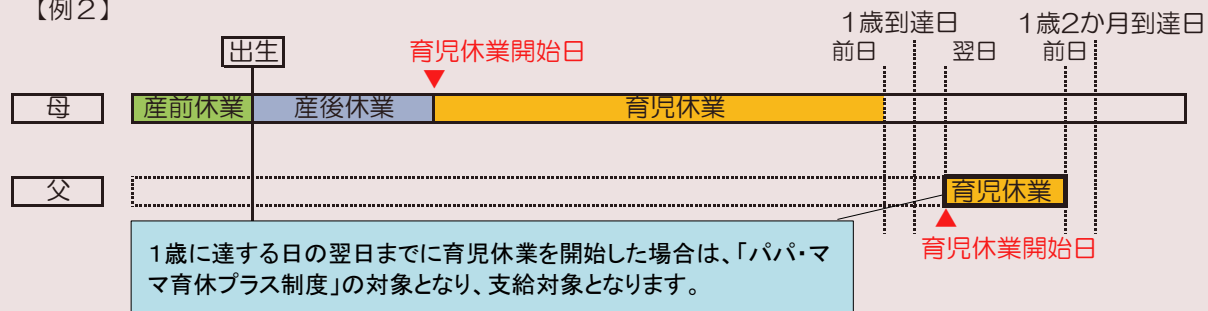 【例２】
１歳到達日 １歳２か月到達日
出生 育児休業開始日 前日 翌日 前日
母 産前休業 産後休業 育児休業
父 育児休業
育児休業開始日
１歳に達する日の翌日までに育児休業を開始した場合は、「パパ・マ
マ育休プラス制度」の対象となり、支給対象となります。